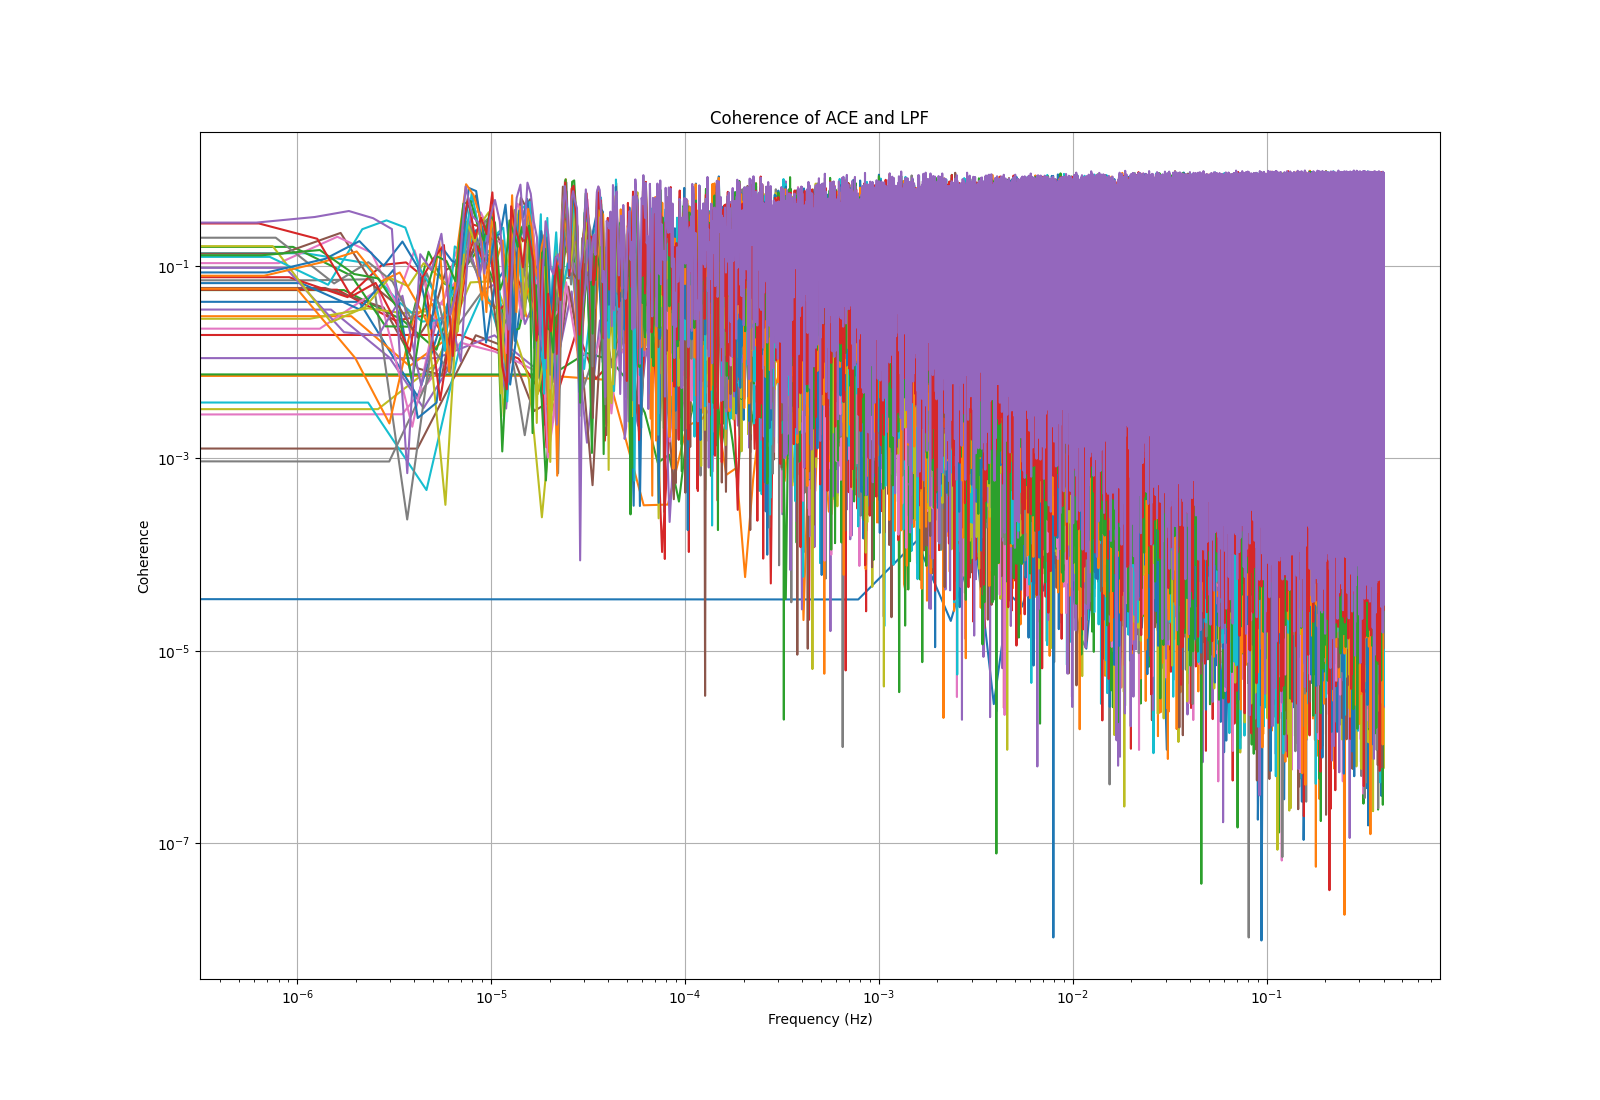 Coherence of ACE and LPF
10⁻¹
10⁻³
10⁻⁵
10⁻⁷
Coherence
10⁻⁶ 10⁻⁵ 10⁻⁴ 10⁻³ 10⁻² 10⁻¹
Frequency (Hz)